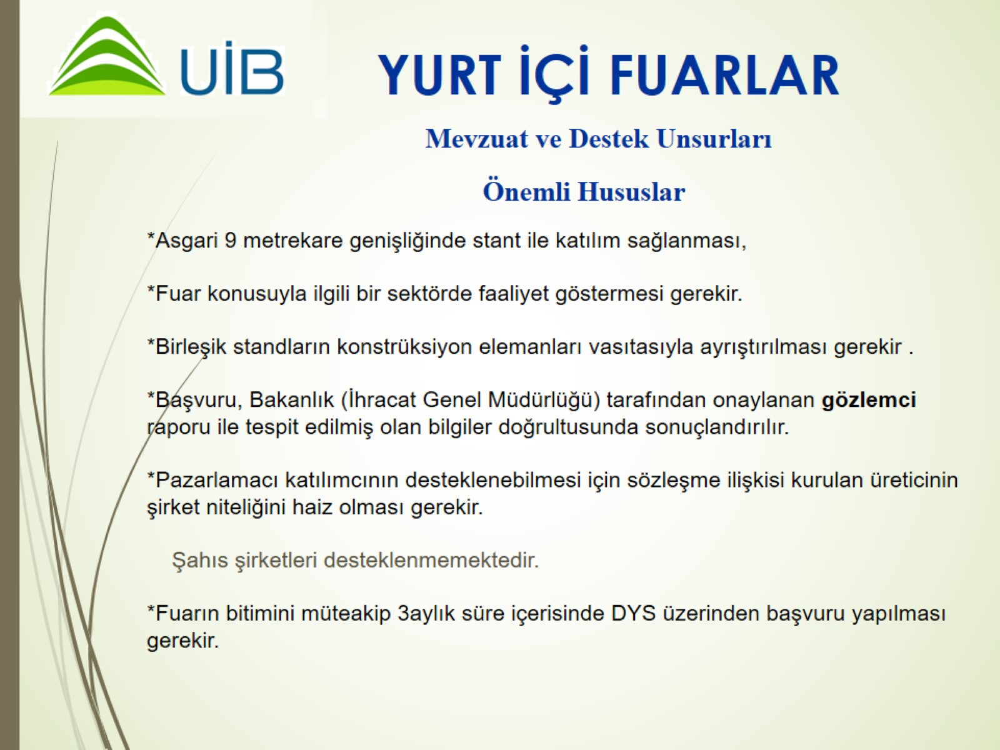 UİB
YURT İÇİ FUARLAR
Mevzuat ve Destek Unsurları
Önemli Hususlar
*Asgari 9 metrekare genişliğinde stant ile katılım sağlanması,
*Fuar konusuyla ilgili bir sektörde faaliyet göstermesi gerekir.
*Birleşik standların konstrüksiyon elemanları vasıtasıyla ayrıştırılması gerekir .
*Başvuru, Bakanlık (İhracat Genel Müdürlüğü) tarafından onaylanan gözlemci
raporu ile tespit edilmiş olan bilgiler doğrultusunda sonuçlandırılır.
*Pazarlamacı katılımcının desteklenebilmesi için sözleşme ilişkisi kurulan üreticinin
şirket niteliğini haiz olması gerekir.
Şahıs şirketleri desteklenmemektedir.
*Fuarın bitimini müteakip 3aylık süre içerisinde DYS üzerinden başvuru yapılması
gerekir.